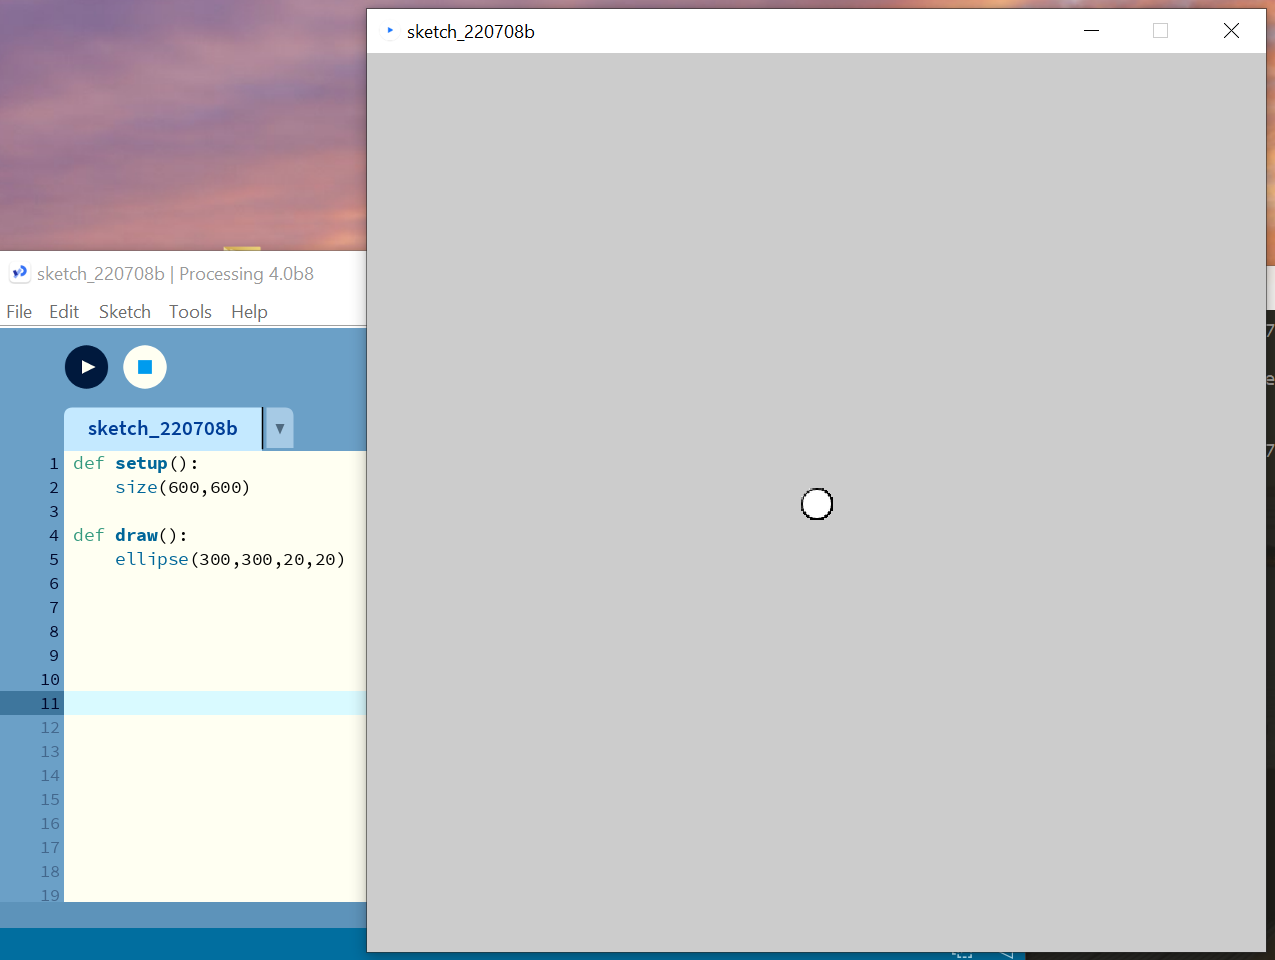 sketch_220708b
sketch_220708b | Processing 4.0b8
File Edit Sketch Tools Help
sketch_220708b ▼
1 def setup():
2 size(600,600)
3
4 def draw():
5 ellipse(300,300,20,20)
6
7
8
9
10
11
12
13
14
15
16
17
18
19
7
e
7